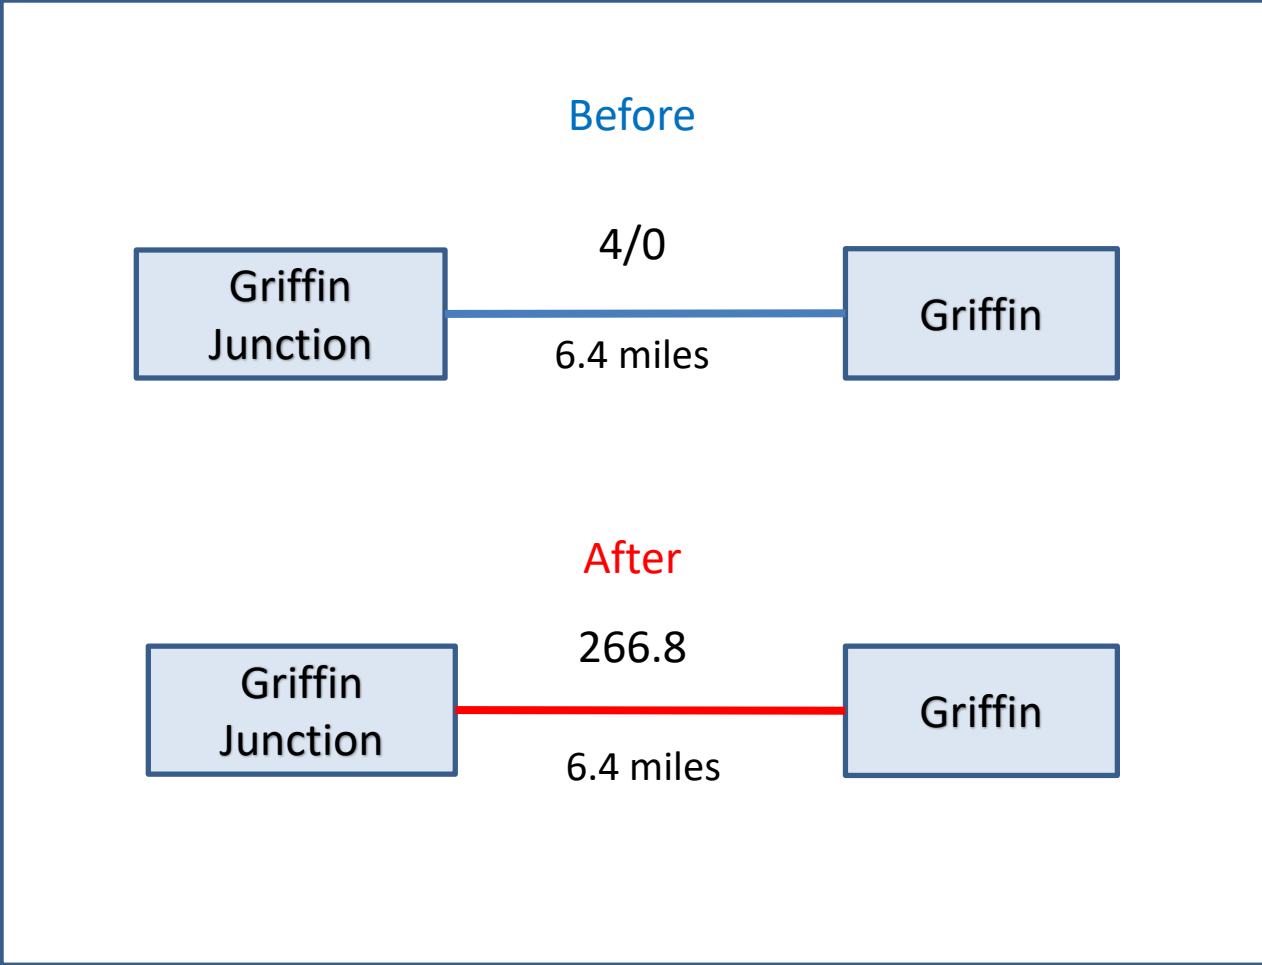 Before
4/0
Griffin
Junction
Griffin
6.4 miles
After
266.8
Griffin
Junction
Griffin
6.4 miles